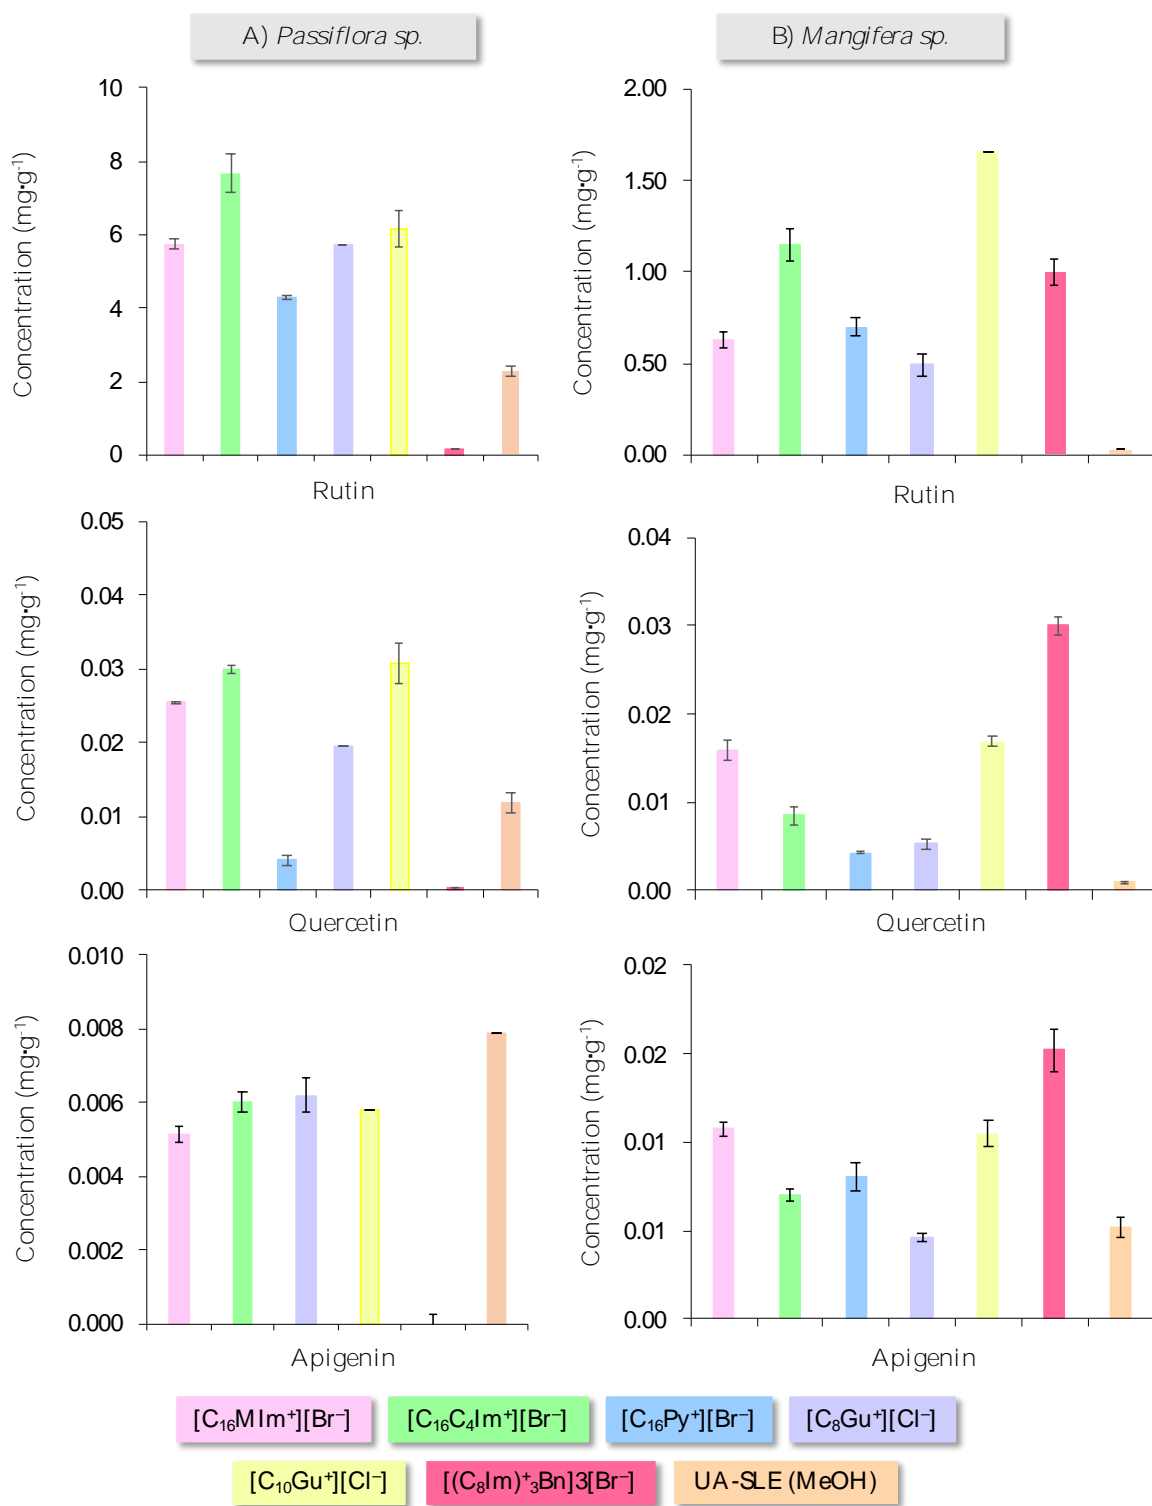 A) Passiflora sp.
B) Mangifera sp.
Concentration (mg·g⁻¹)
10
8
6
4
2
0
Rutin
Concentration (mg·g⁻¹)
2.00
1.50
1.00
0.50
0.00
Rutin
Concentration (mg·g⁻¹)
0.05
0.04
0.03
0.02
0.01
0.00
Quercetin
Concentration (mg·g⁻¹)
0.04
0.03
0.02
0.01
0.00
Quercetin
Concentration (mg·g⁻¹)
0.010
0.008
0.006
0.004
0.002
0.000
Apigenin
Concentration (mg·g⁻¹)
0.02
0.02
0.01
0.01
0.00
Apigenin
[C₁₆MIm⁺][Br⁻]
[C₁₆C₄Im⁺][Br⁻]
[C₁₆Py⁺][Br⁻]
[C₈Gu⁺][Cl⁻]
[C₁₀Gu⁺][Cl⁻]
[(C₈Im)⁺₃Bn]3[Br⁻]
UA-SLE (MeOH)